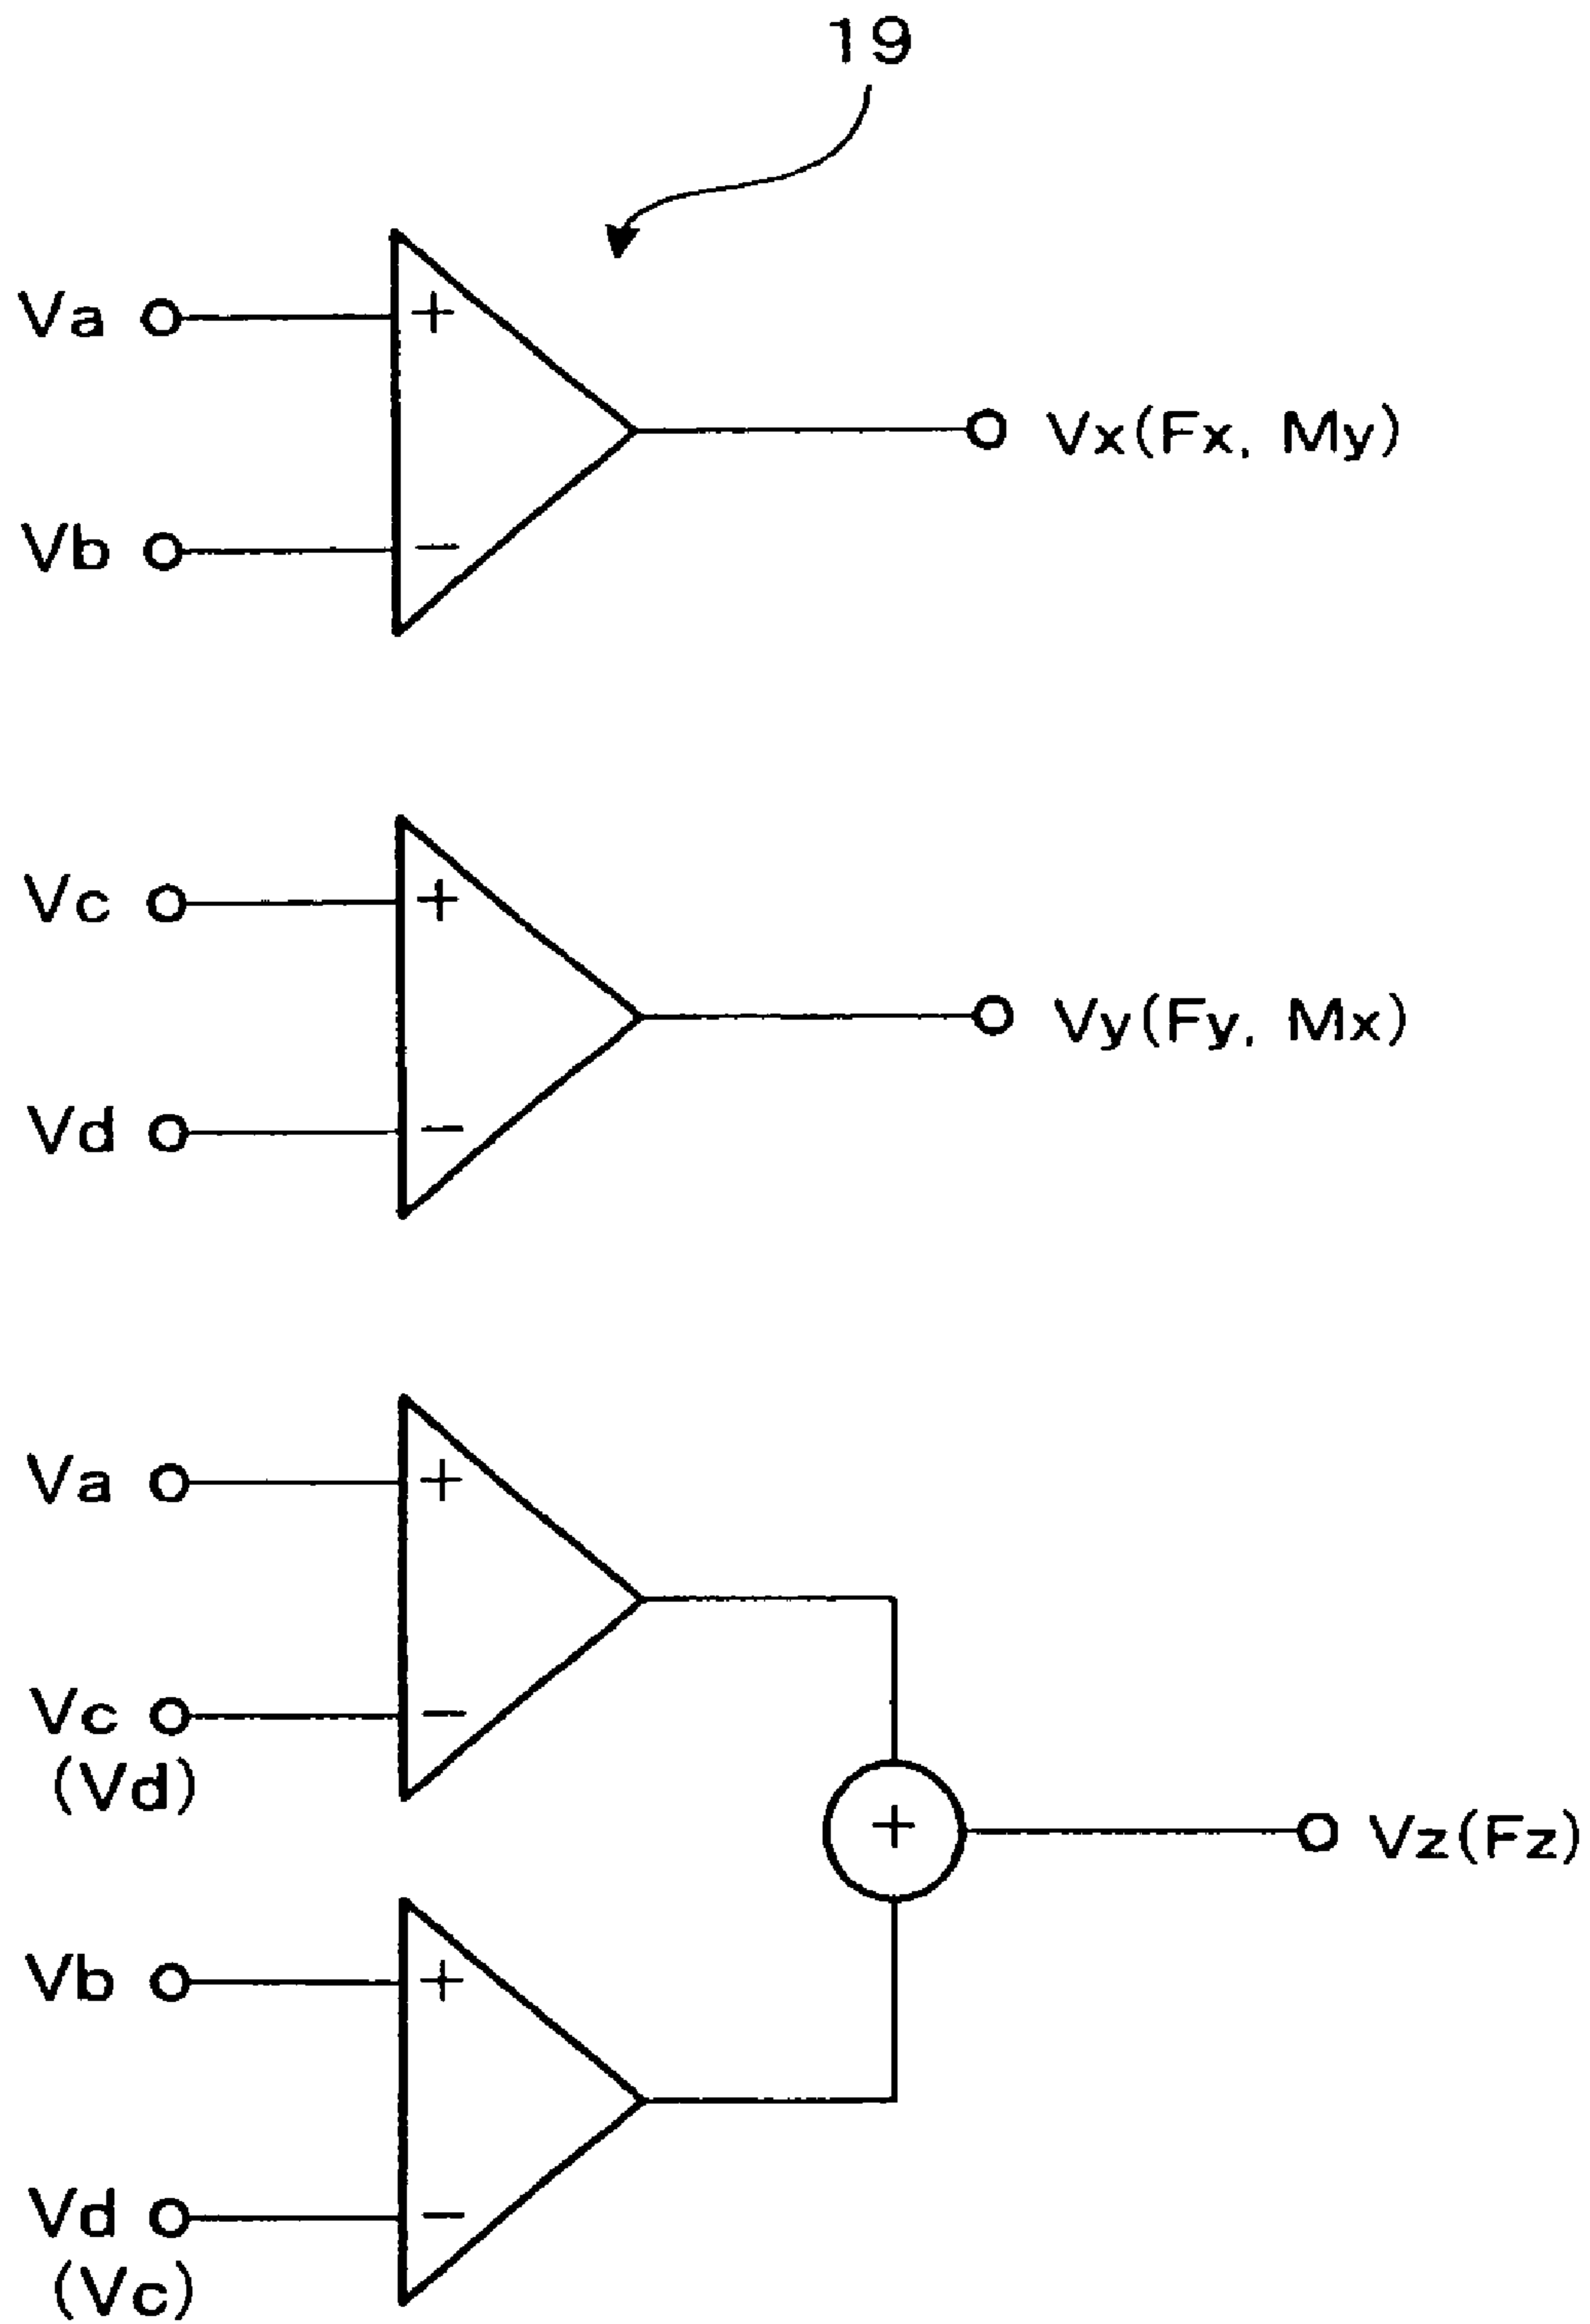 19
Va
+
Vb
−
Vx(Fx, My)
Vc
+
Vd
−
Vy(Fy, Mx)
Va
+
Vc
−
(Vd)
+
Vz(Fz)
Vb
+
Vd
−
(Vc)